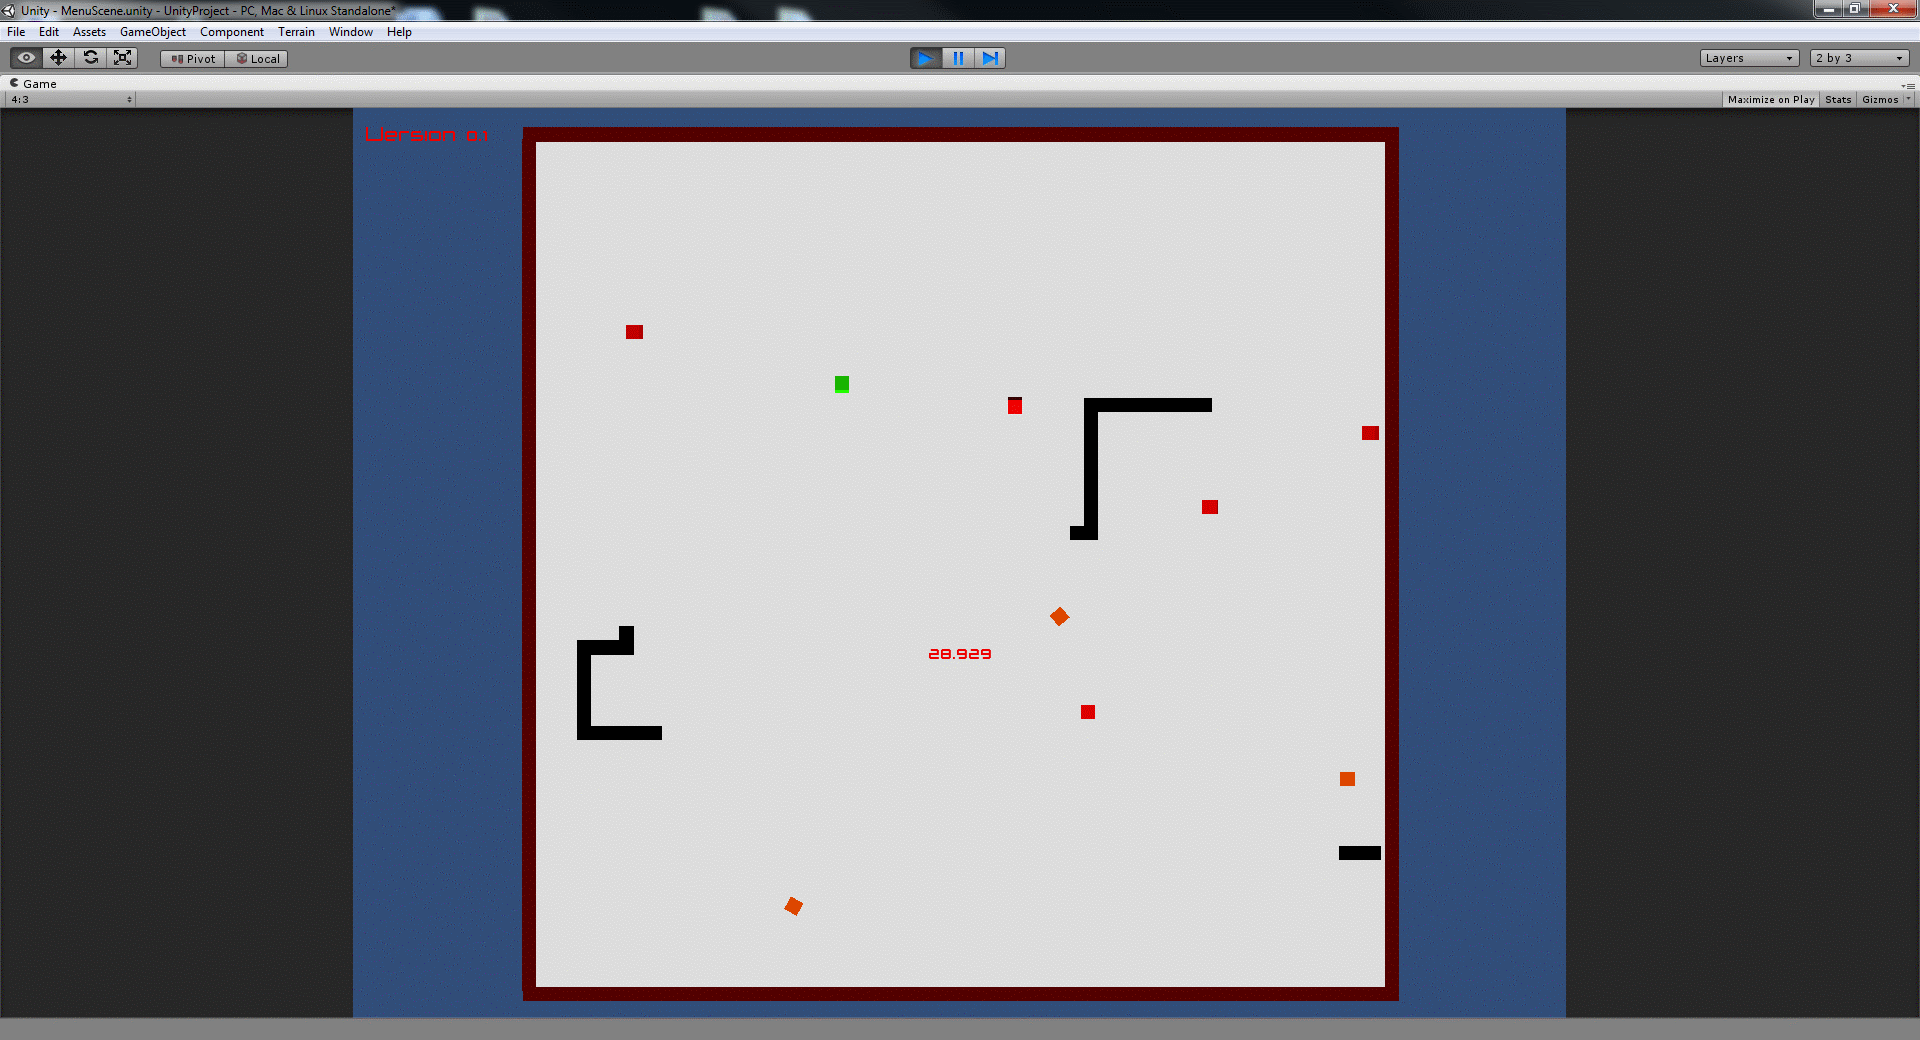 Unity - MenuScene.unity - UnityProject - PC, Mac & Linux Standalone*
File Edit Assets GameObject Component Terrain Window Help
Pivot Local Layers 2 by 3
Game
4:3 Maximize on Play Stats Gizmos
Version 0.1
28.929